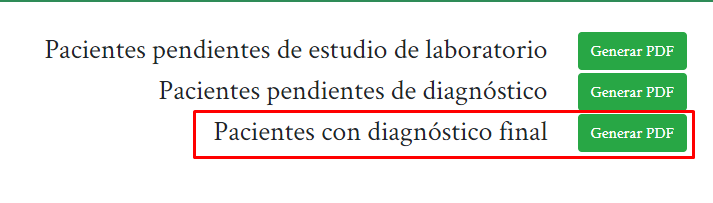 Pacientes pendientes de estudio de laboratorio Generar PDF
Pacientes pendientes de diagnóstico Generar PDF
Pacientes con diagnóstico final Generar PDF